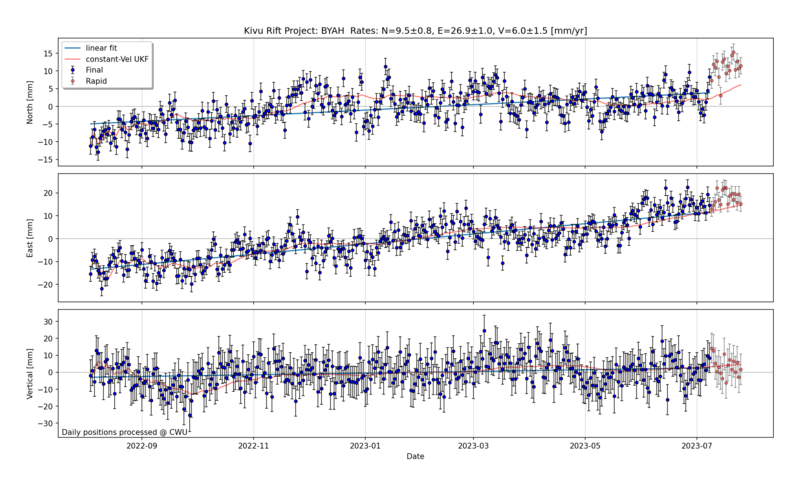 Kivu Rift Project: BYAH  Rates: N=9.5±0.8, E=26.9±1.0, V=6.0±1.5 [mm/yr]
linear fit
constant-Vel UKF
Final
Rapid
North [mm]
15
10
5
0
−5
−10
−15
East [mm]
20
10
0
−10
−20
Vertical [mm]
30
20
10
0
−10
−20
−30
Daily positions processed @ CWU
2022-09
2022-11
2023-01
2023-03
2023-05
2023-07
Date